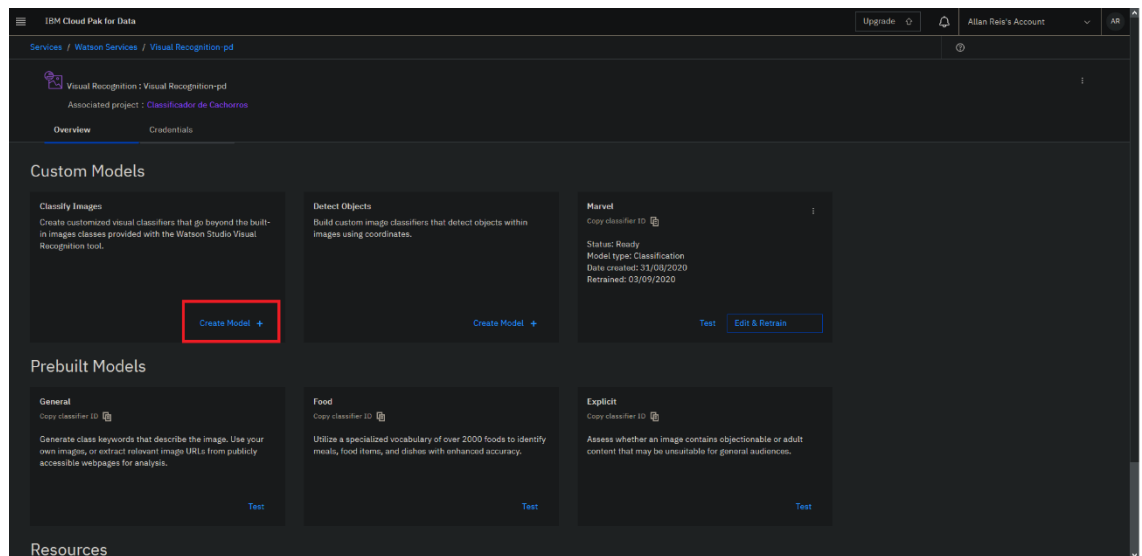 IBM Cloud Pak for Data
Upgrade
Allan Reis's Account
AR
Services / Watson Services / Visual Recognition-pd
Visual Recognition : Visual Recognition-pd
Associated project : Classificador de Cachorros
Overview
Credentials
Custom Models
Classify Images
Create customized visual classifiers that go beyond the built-
in images classes provided with the Watson Studio Visual
Recognition tool.
Create Model +
Detect Objects
Build custom image classifiers that detect objects within
images using coordinates.
Create Model +
Marvel
Copy classifier ID
Status: Ready
Model type: Classification
Date created: 31/08/2020
Retrained: 03/09/2020
Test
Edit & Retrain
Prebuilt Models
General
Copy classifier ID
Generate class keywords that describe the image. Use your
own images, or extract relevant image URLs from publicly
accessible webpages for analysis.
Test
Food
Copy classifier ID
Utilize a specialized vocabulary of over 2000 foods to identify
meals, food items, and dishes with enhanced accuracy.
Test
Explicit
Copy classifier ID
Assess whether an image contains objectionable or adult
content that may be unsuitable for general audiences.
Test
Resources